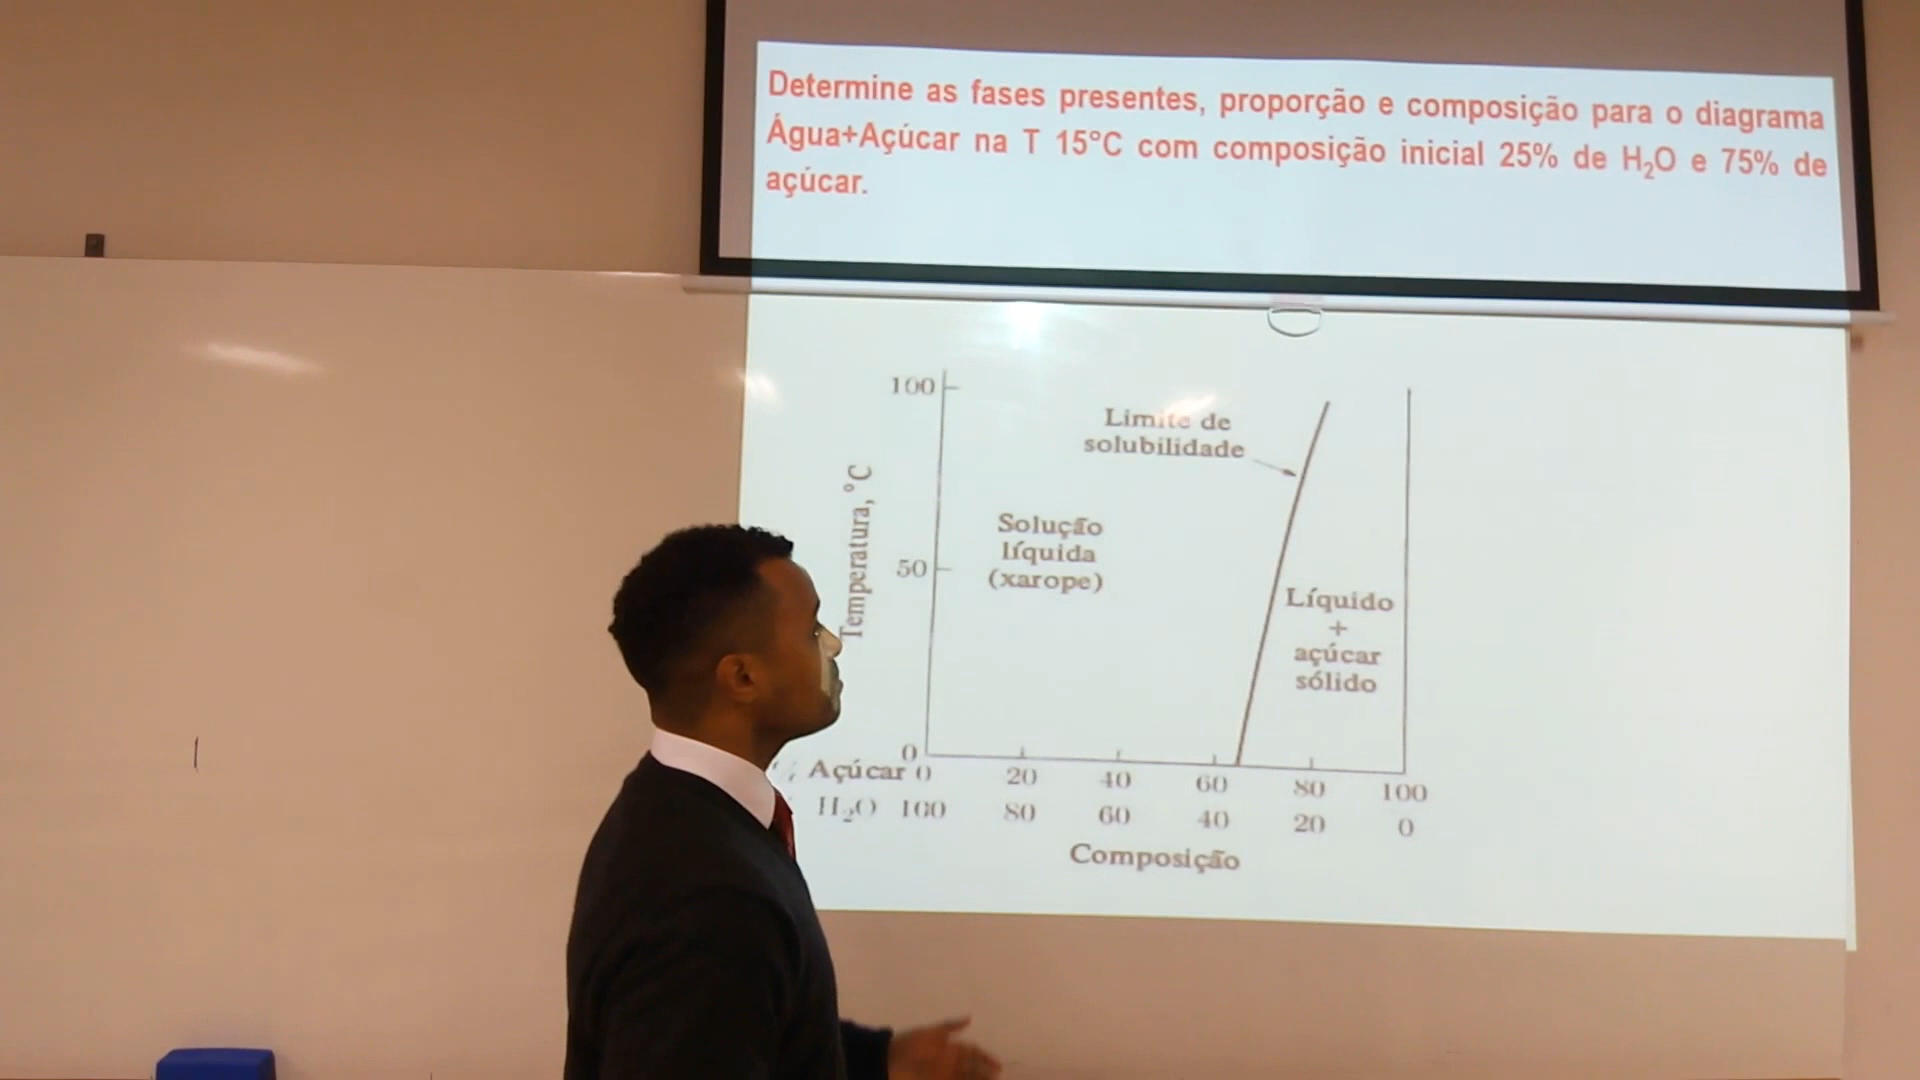 Determine as fases presentes, proporção e composição para o diagrama
Água+Açúcar na T 15°C com composição inicial 25% de H₂O e 75% de
açúcar.
100
Limite de
solubilidade
Temperatura, °C
Solução
líquida
(xarope)
50
Líquido
+
açúcar
sólido
0
Açúcar 0 20 40 60 80 100
H₂O 100 80 60 40 20 0
Composição